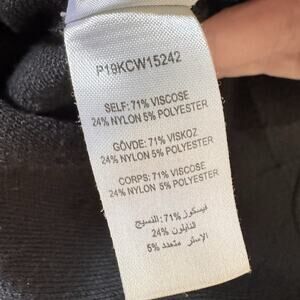 P19KCW15242
SELF: 71% VISCOSE
24% NYLON 5% POLYESTER
GÖVDE: 71% VISKOZ
24% NYLON 5% POLYESTER
CORPS: 71% VISCOSE
24% NYLON 5% POLYESTER
فيسكوز 71% : النسيج
النايلون 24%
الإستر متعدد 5%